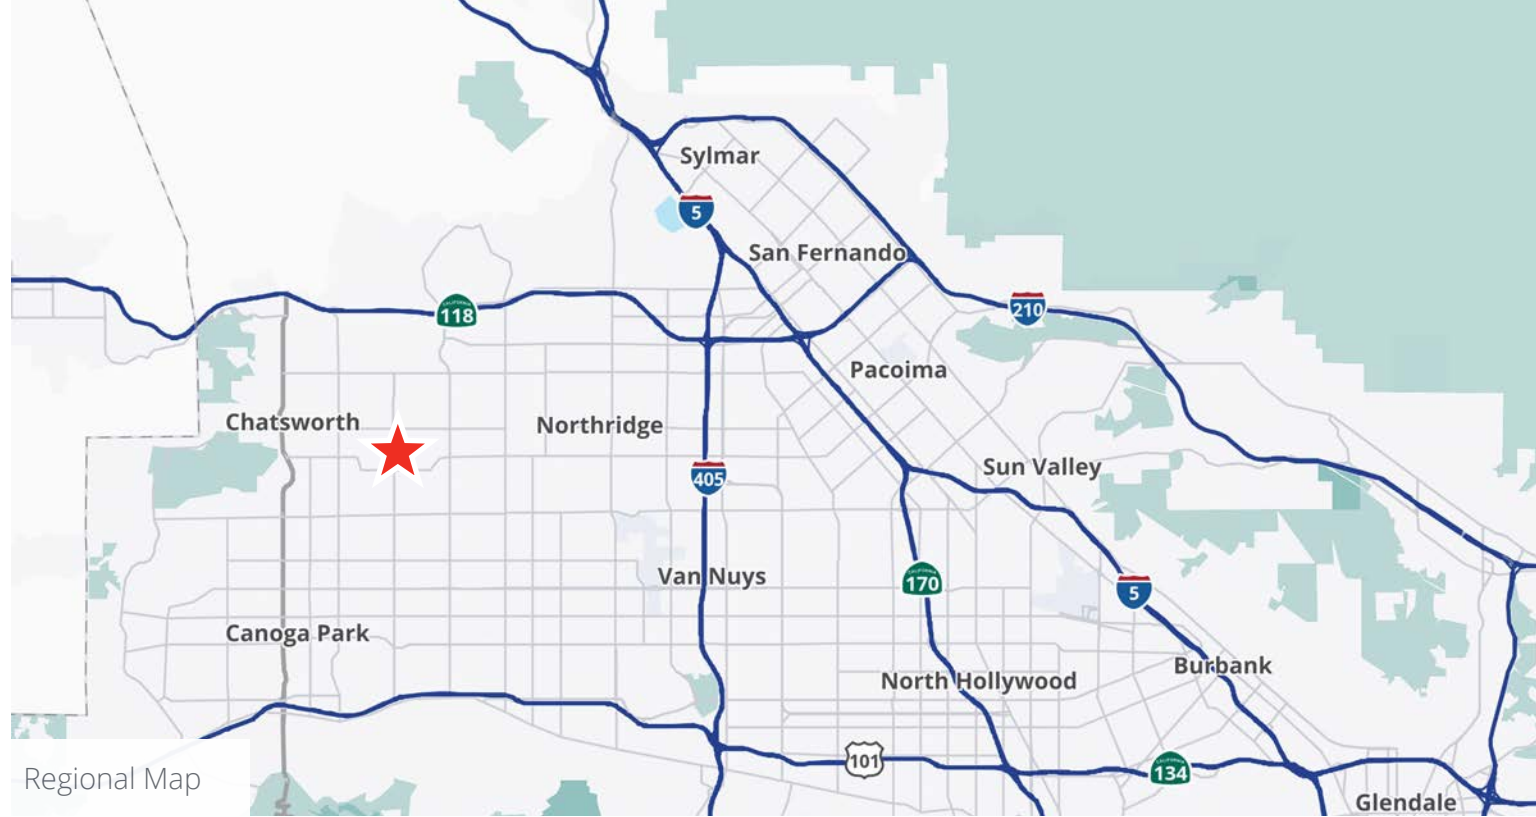 Sylmar
5
San Fernando
118
210
Pacoima
Chatsworth
Northridge
Sun Valley
405
Van Nuys
170
5
Canoga Park
Burbank
North Hollywood
101
134
Regional Map
Glendale